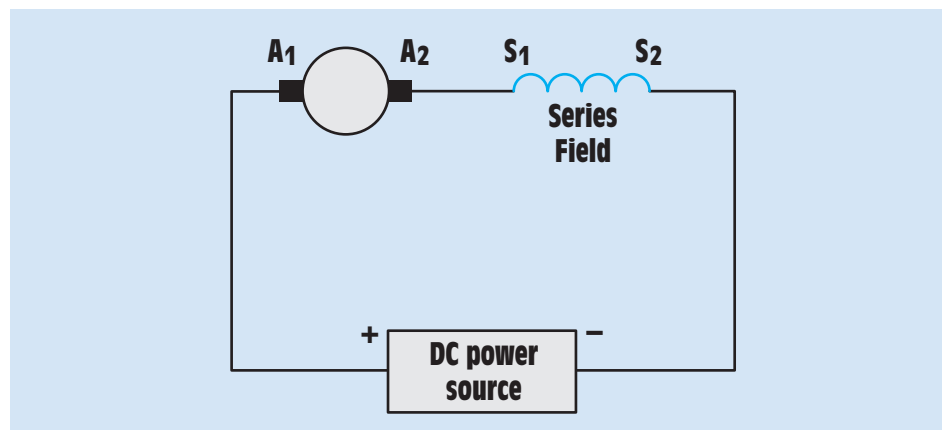 A1 A2 S1 S2
Series
Field
+ −
DC power
source